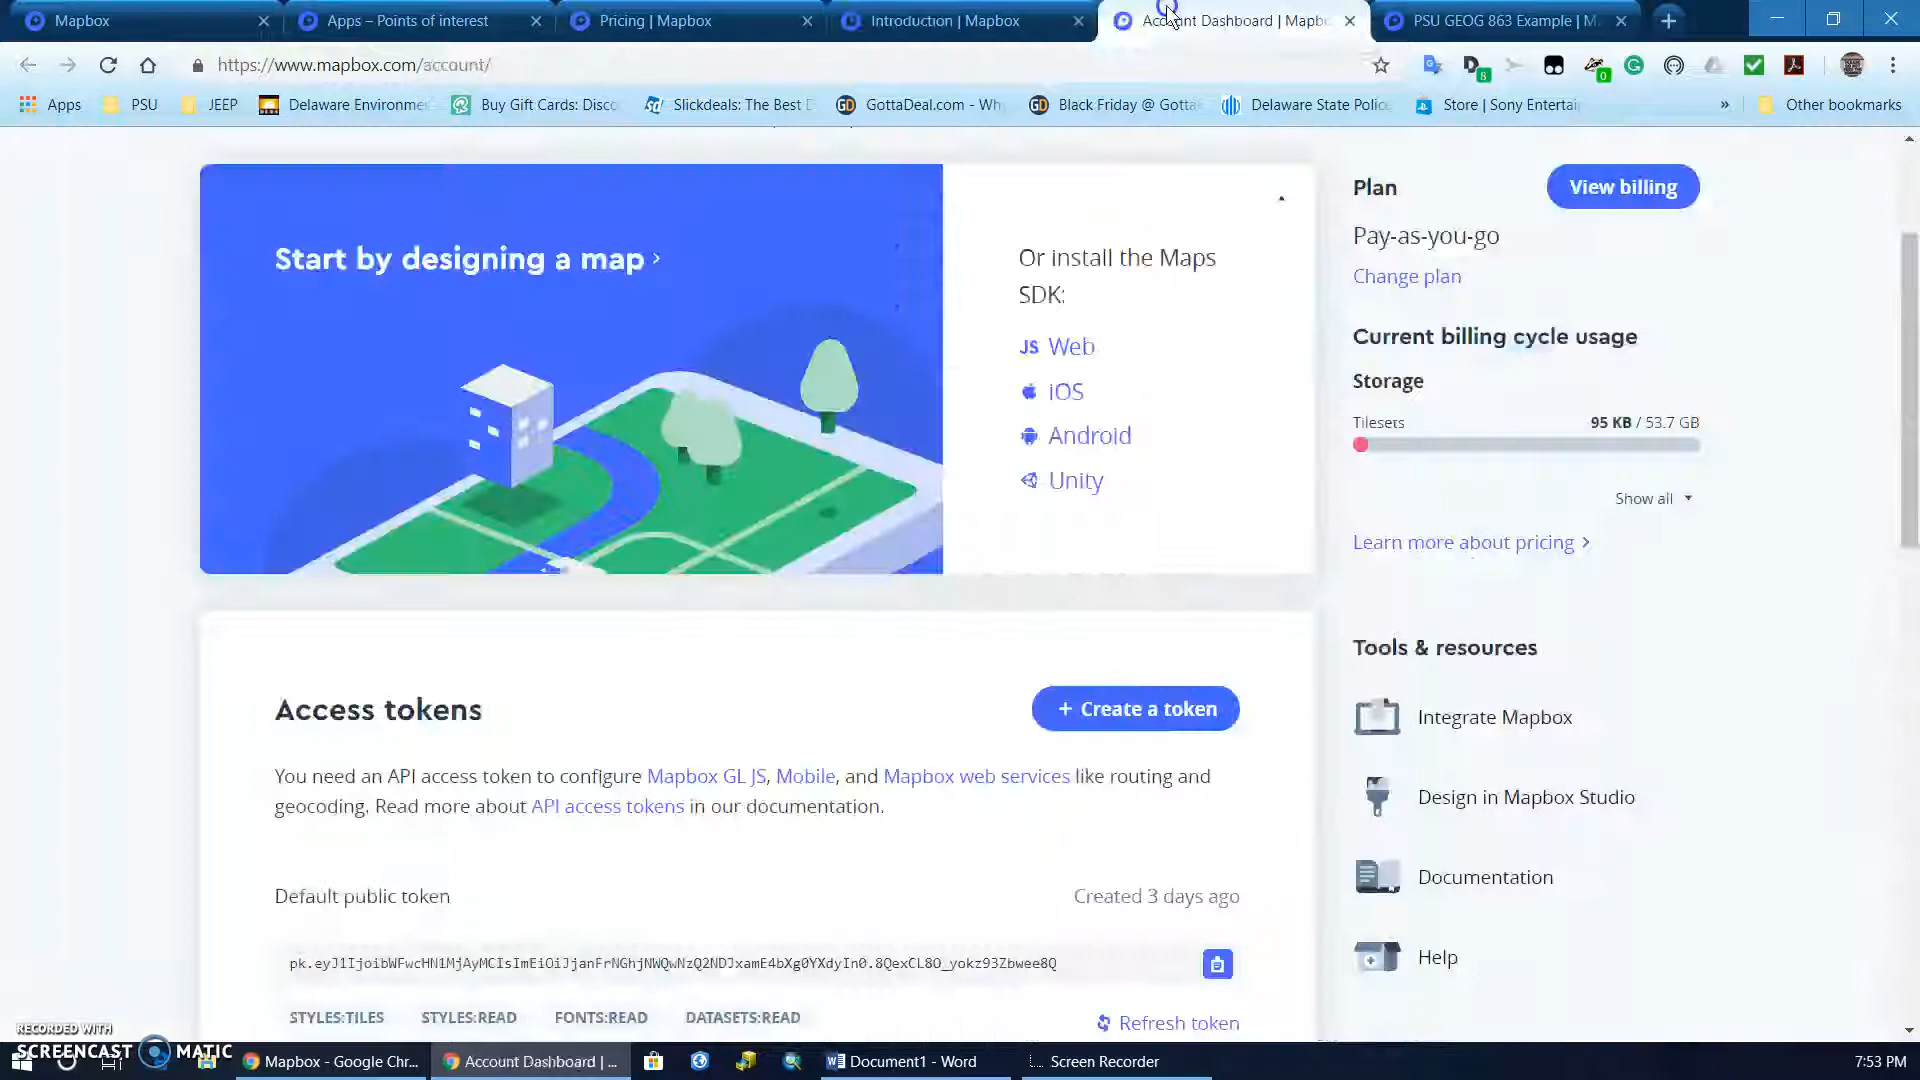 Mapbox
Apps – Points of interest
Pricing | Mapbox
Introduction | Mapbox
Account Dashboard | Mapbo
PSU GEOG 863 Example | M
https://www.mapbox.com/account/
8
0
Apps
PSU
JEEP
Delaware Environme
Buy Gift Cards: Disco
Slickdeals: The Best D
GottaDeal.com - Wh
Black Friday @ Gotta
Delaware State Polic
Store | Sony Entertai
»
Other bookmarks
Start by designing a map ›
Or install the Maps
SDK:
JS Web
iOS
Android
Unity
Plan
View billing
Pay-as-you-go
Change plan
Current billing cycle usage
Storage
Tilesets
95 KB / 53.7 GB
Show all
Learn more about pricing ›
Access tokens
+ Create a token
You need an API access token to configure Mapbox GL JS, Mobile, and Mapbox web services like routing and
geocoding. Read more about API access tokens in our documentation.
Default public token
Created 3 days ago
STYLES:TILES
STYLES:READ
FONTS:READ
DATASETS:READ
Refresh token
Tools & resources
Integrate Mapbox
Design in Mapbox Studio
Documentation
Help
RECORDED WITH
SCREENCAST MATIC
Mapbox - Google Chr...
Account Dashboard | ...
Document1 - Word
Screen Recorder
7:53 PM